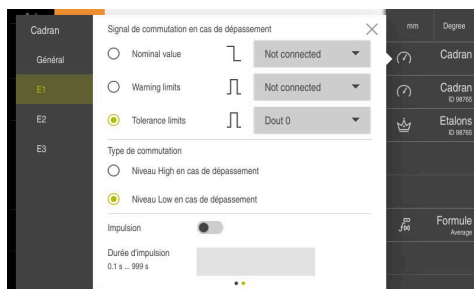 Cadran
Général
E1
E2
E3
Signal de commutation en cas de dépassement
Nominal value
Not connected
Warning limits
Not connected
Tolerance limits
Dout 0
Type de commutation
Niveau High en cas de dépassement
Niveau Low en cas de dépassement
Impulsion
Durée d'impulsion
0.1 s ... 999 s
mm
Degree
Cadran
Cadran
ID 98765
Etalons
ID 98765
Formule
Average